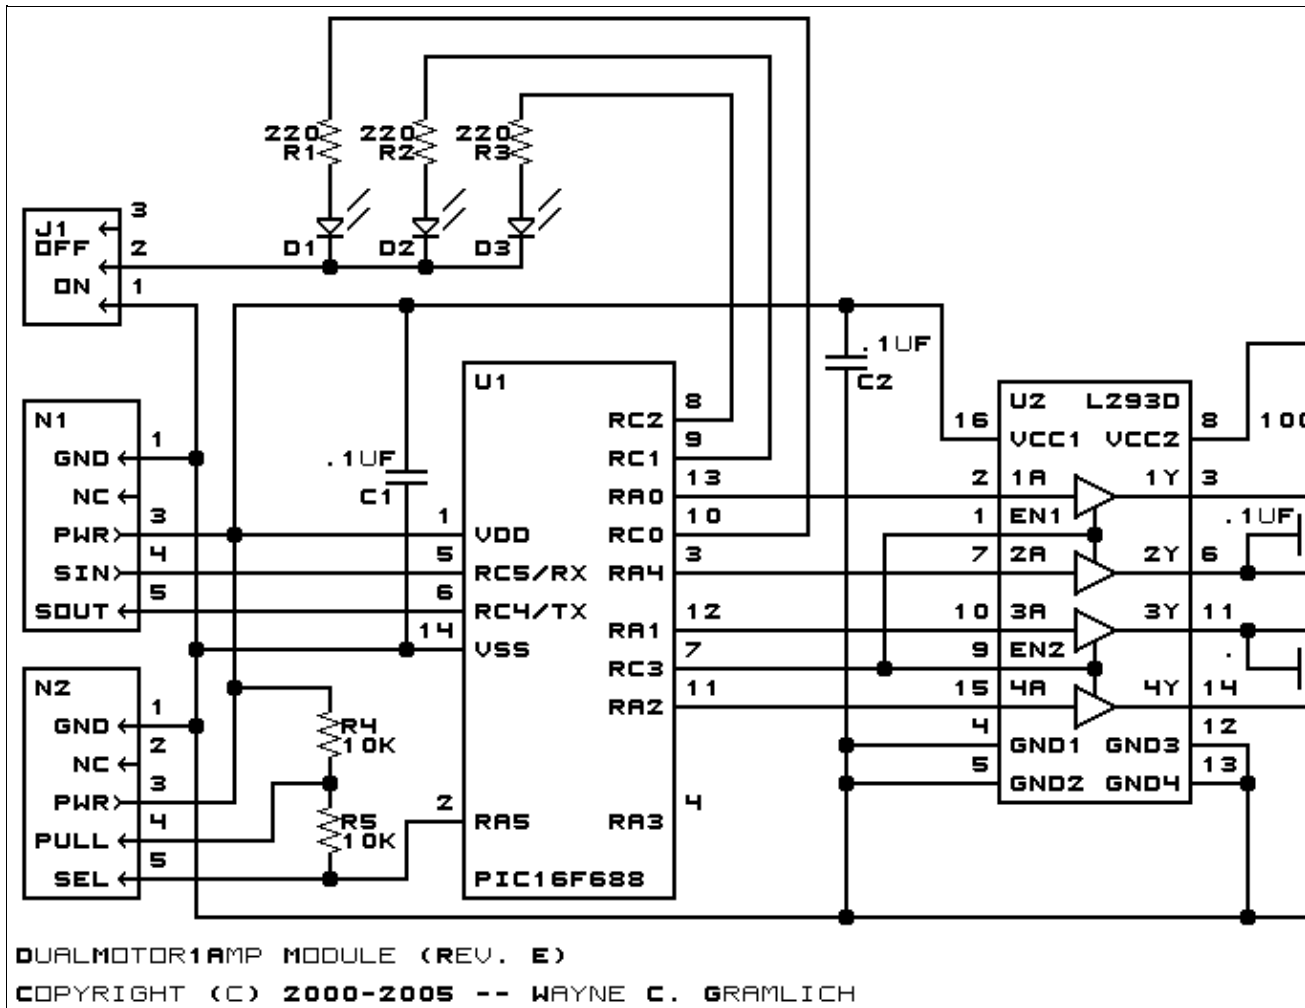 220 R1
220 R2
220 R3
J1
3
OFF 2
ON 1
D1 D2 D3
N1
GND 1
NC
PWR 3
SIN 4
SOUT 5
.1UF
C1
U1
1 VDD
5 RC5/RX
6 RC4/TX
14 VSS
2 RA5
RC2 8
RC1 9
RA0 13
RC0 10
RA4 3
RA1 12
RC3 7
RA2 11
RA3 4
PIC16F688
.1UF
C2
U2 L293D
16 VCC1 VCC2 8
2 1A 1Y 3
1 EN1
7 2A 2Y 6
10 3A 3Y 11
9 EN2
15 4A 4Y 14
4 GND1 GND3 12
5 GND2 GND4 13
.1UF
.
N2
GND 1
NC 2
PWR 3
PULL 4
SEL 5
R4
10K
R5
10K
DUALMOTOR1AMP MODULE (REV. E)
COPYRIGHT (C) 2000-2005 -- WAYNE C. GRAMLICH